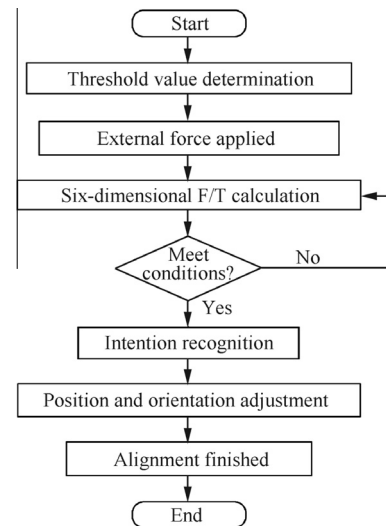 Start
Threshold value determination
External force applied
Six-dimensional F/T calculation
Meet
conditions?
No
Yes
Intention recognition
Position and orientation adjustment
Alignment finished
End